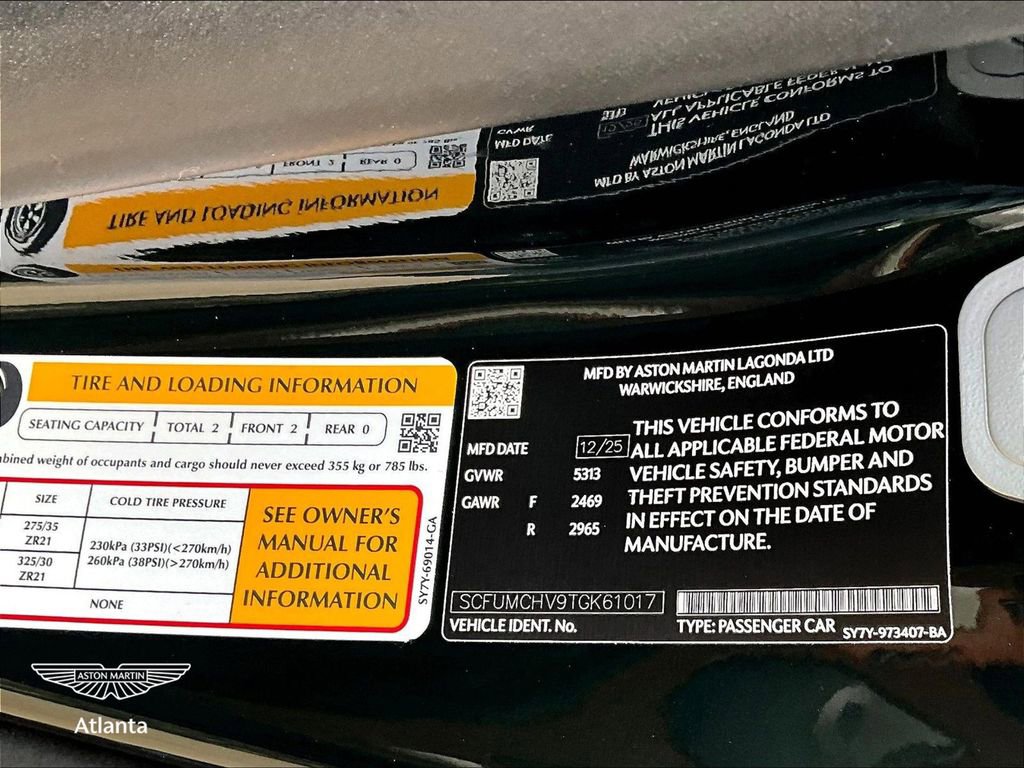 ALL APPLICABLE FEDERAL MO
THIS VEHICLE CONFORMS TO
GVWR
MFD DATE 12/25
WARWICKSHIRE, ENGLAND
MFD BY ASTON MARTIN LAGONDA LTD
FRONT 2 REAR 0
TIRE AND LOADING INFORMATION
TIRE AND LOADING INFORMATION
SEATING CAPACITY TOTAL 2 FRONT 2 REAR 0
bined weight of occupants and cargo should never exceed 355 kg or 785 lbs.
SIZE COLD TIRE PRESSURE
275/35
ZR21
230kPa (33PSI)(<270km/h)
260kPa (38PSI)(>270km/h)
325/30
ZR21
NONE
SEE OWNER'S
MANUAL FOR
ADDITIONAL
INFORMATION
SY7Y-69014-GA
MFD BY ASTON MARTIN LAGONDA LTD
WARWICKSHIRE, ENGLAND
MFD DATE 12/25
GVWR 5313
GAWR F 2469
R 2965
THIS VEHICLE CONFORMS TO
ALL APPLICABLE FEDERAL MOTOR
VEHICLE SAFETY, BUMPER AND
THEFT PREVENTION STANDARDS
IN EFFECT ON THE DATE OF
MANUFACTURE.
SCFUMCHV9TGK61017
VEHICLE IDENT. No.
TYPE: PASSENGER CAR
SY7Y-973407-BA
ASTON MARTIN
Atlanta